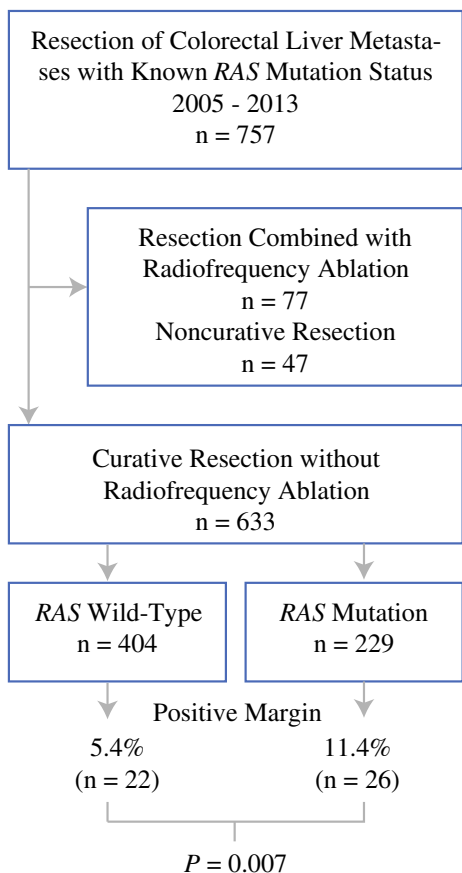 Resection of Colorectal Liver Metasta-
ses with Known RAS Mutation Status
2005 - 2013
n = 757
Resection Combined with
Radiofrequency Ablation
n = 77
Noncurative Resection
n = 47
Curative Resection without
Radiofrequency Ablation
n = 633
RAS Wild-Type
n = 404
RAS Mutation
n = 229
Positive Margin
5.4%
(n = 22)
11.4%
(n = 26)
P = 0.007